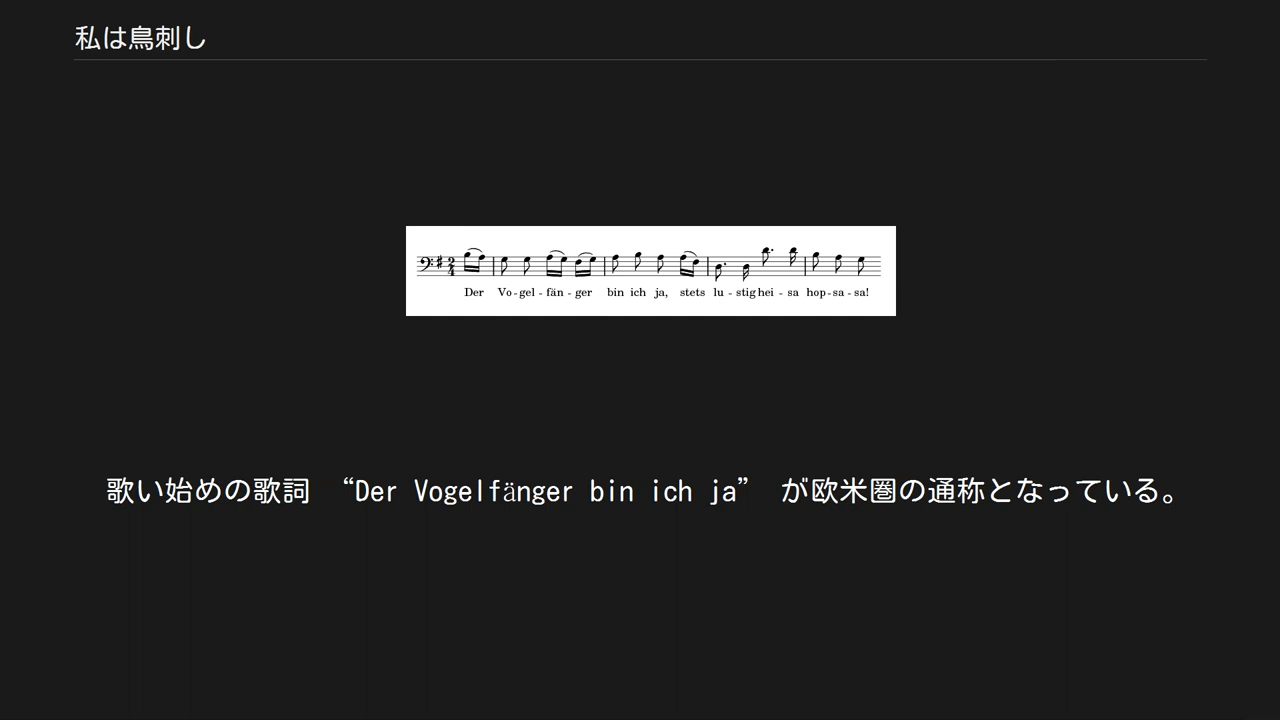 私は鳥刺し
Der Vo-gel-fän-ger bin ich ja, stets lu-stig hei-sa hop-sa-sa!
歌い始めの歌詞 “Der Vogelfänger bin ich ja” が欧米圏の通称となっている。